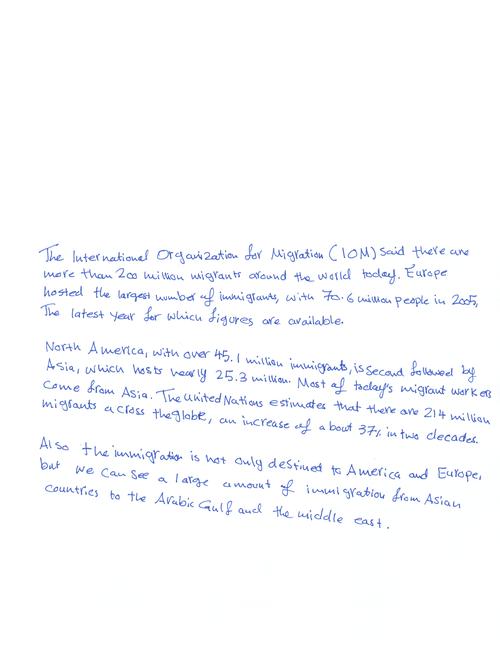 The International Organization for Migration (IOM) said there are
more than 200 million migrants around the world today. Europe
hosted the largest number of immigrants, with 70.6 million people in 2005,
The latest year for which figures are available.
North America, with over 45.1 million immigrants, is second followed by
Asia, which hosts nearly 25.3 million. Most of today's migrant workers
come from Asia. The United Nations estimates that there are 214 million
migrants across the globe, an increase of about 37% in two decades.
Also the immigration is not only destined to America and Europe,
but we can see a large amount of immigration from Asian
countries to the Arabic Gulf and the middle east.